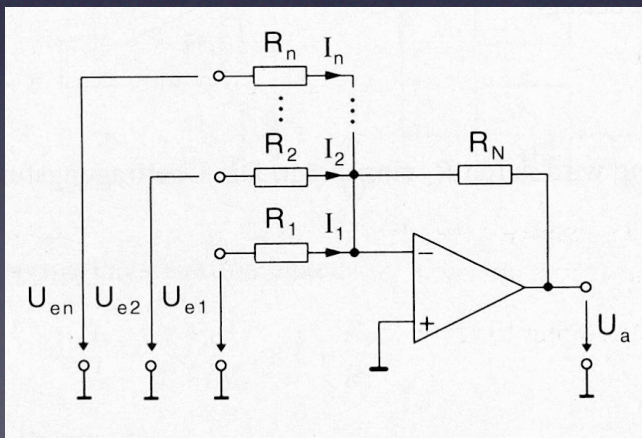 Rn In
R2 I2
RN
R1 I1
Uen Ue2 Ue1
−
+
Ua